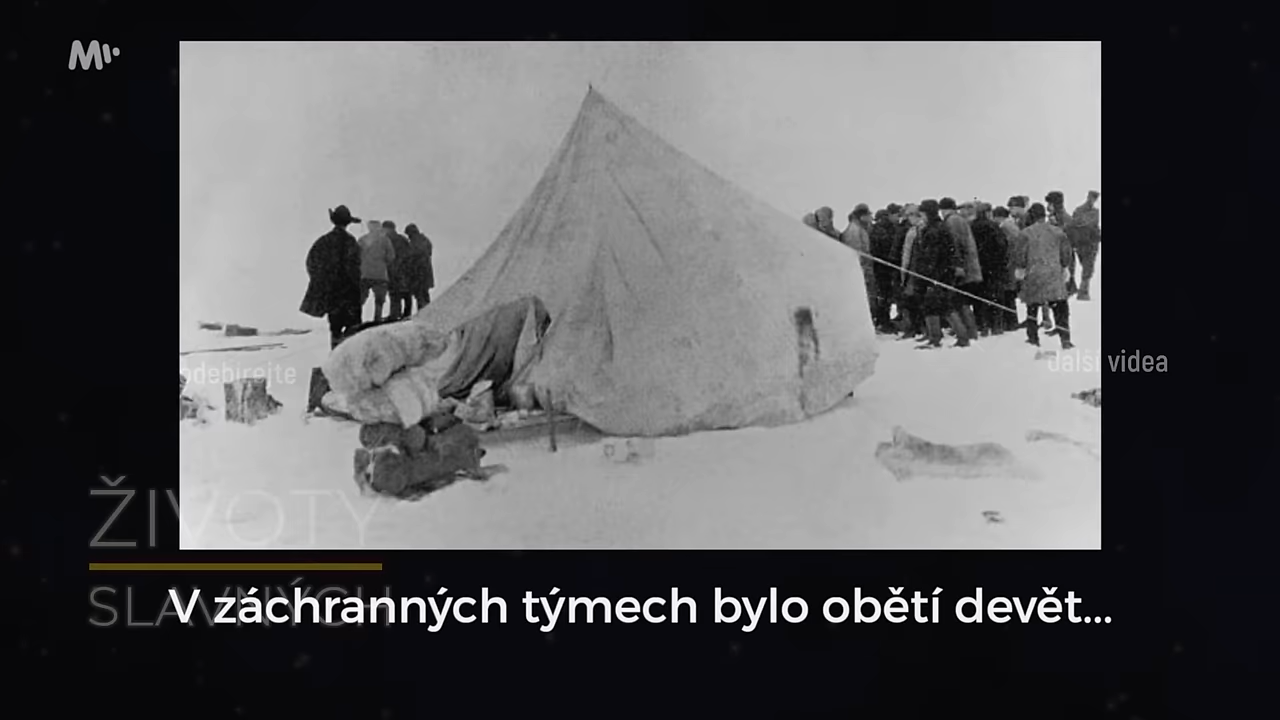 M
odebírejte
další videa
ŽIVOTY
SLAVNÝCH
V záchranných týmech bylo obětí devět...